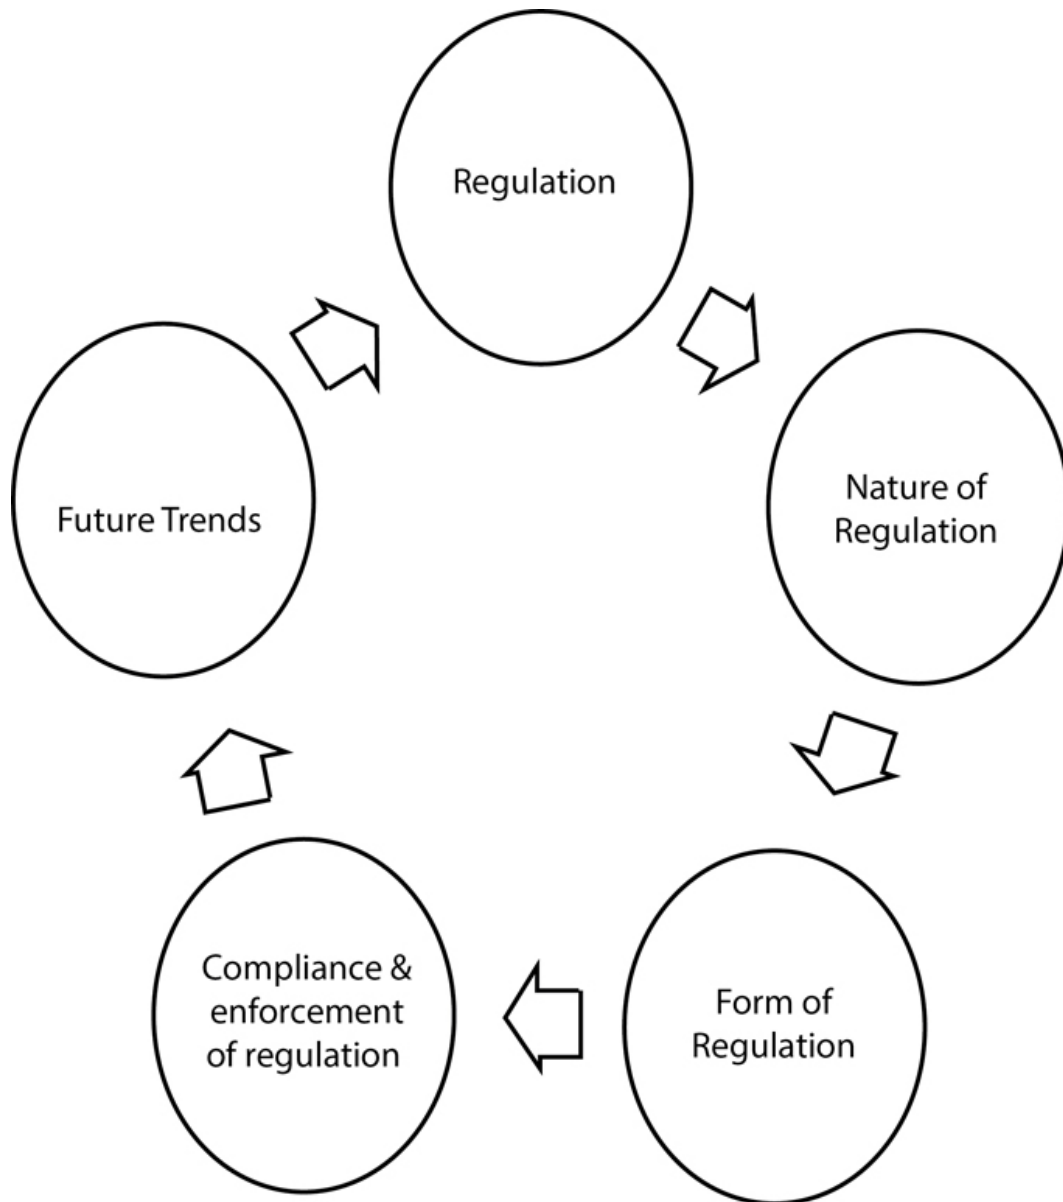 Regulation
Nature of
Regulation
Form of
Regulation
Compliance &
enforcement
of regulation
Future Trends